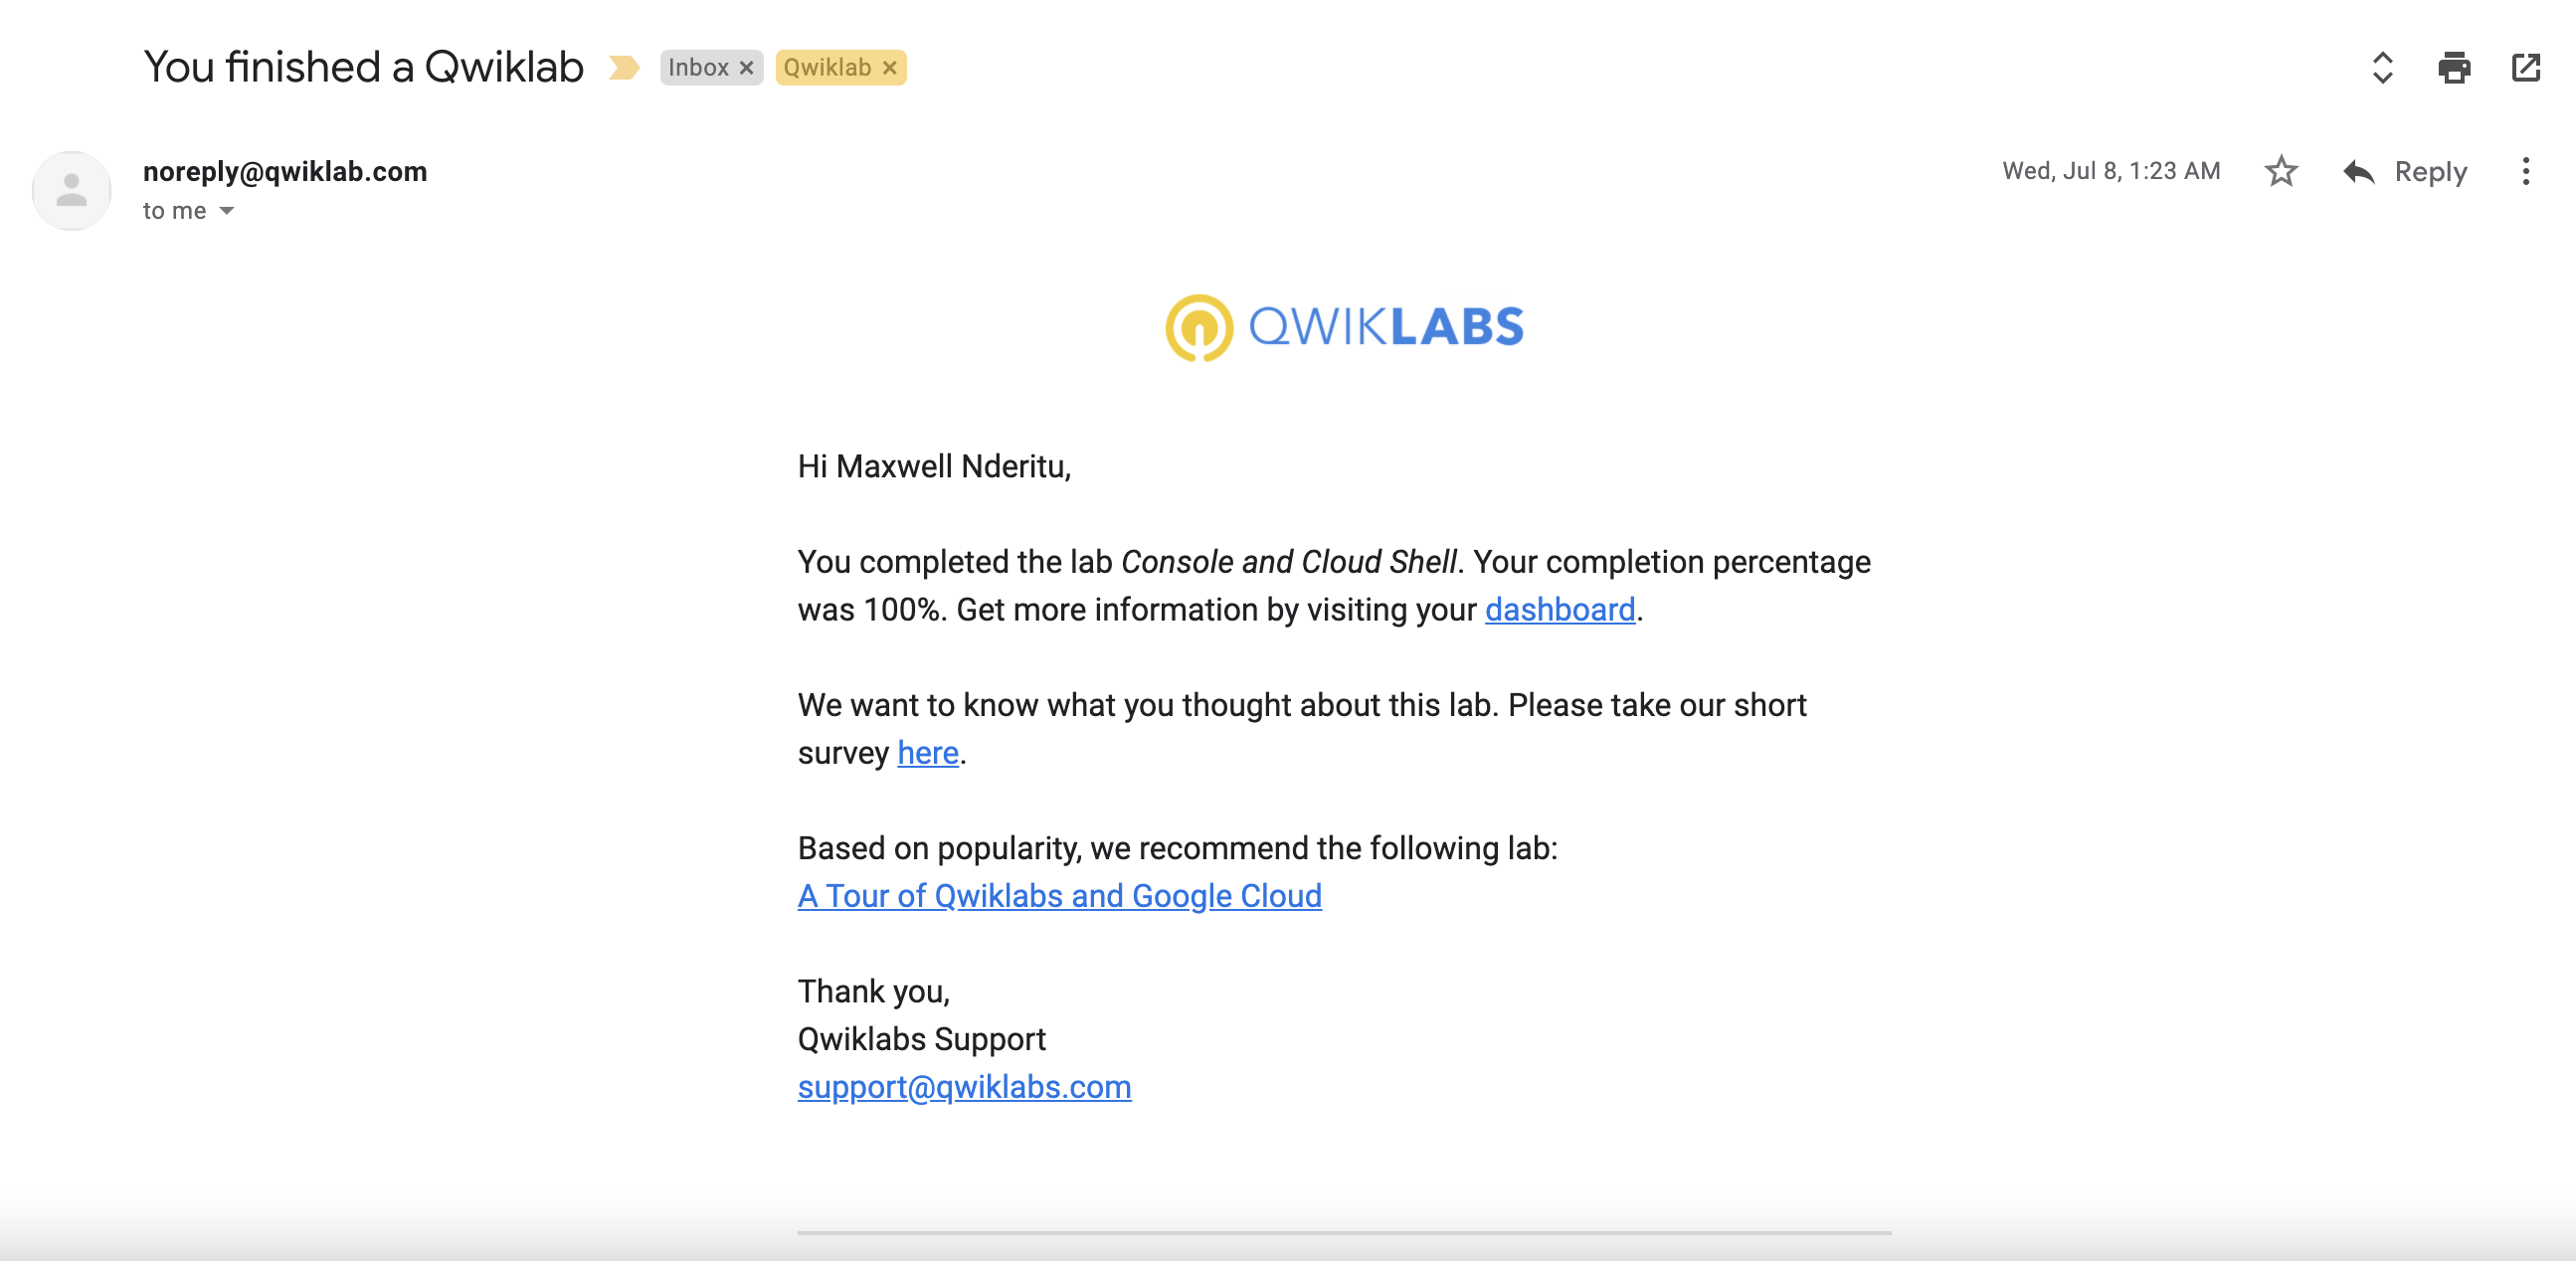 You finished a Qwiklab Inbox × Qwiklab ×
noreply@qwiklab.com Wed, Jul 8, 1:23 AM Reply
to me
QWIKLABS
Hi Maxwell Nderitu,
You completed the lab Console and Cloud Shell. Your completion percentage
was 100%. Get more information by visiting your dashboard.
We want to know what you thought about this lab. Please take our short
survey here.
Based on popularity, we recommend the following lab:
A Tour of Qwiklabs and Google Cloud
Thank you,
Qwiklabs Support
support@qwiklabs.com